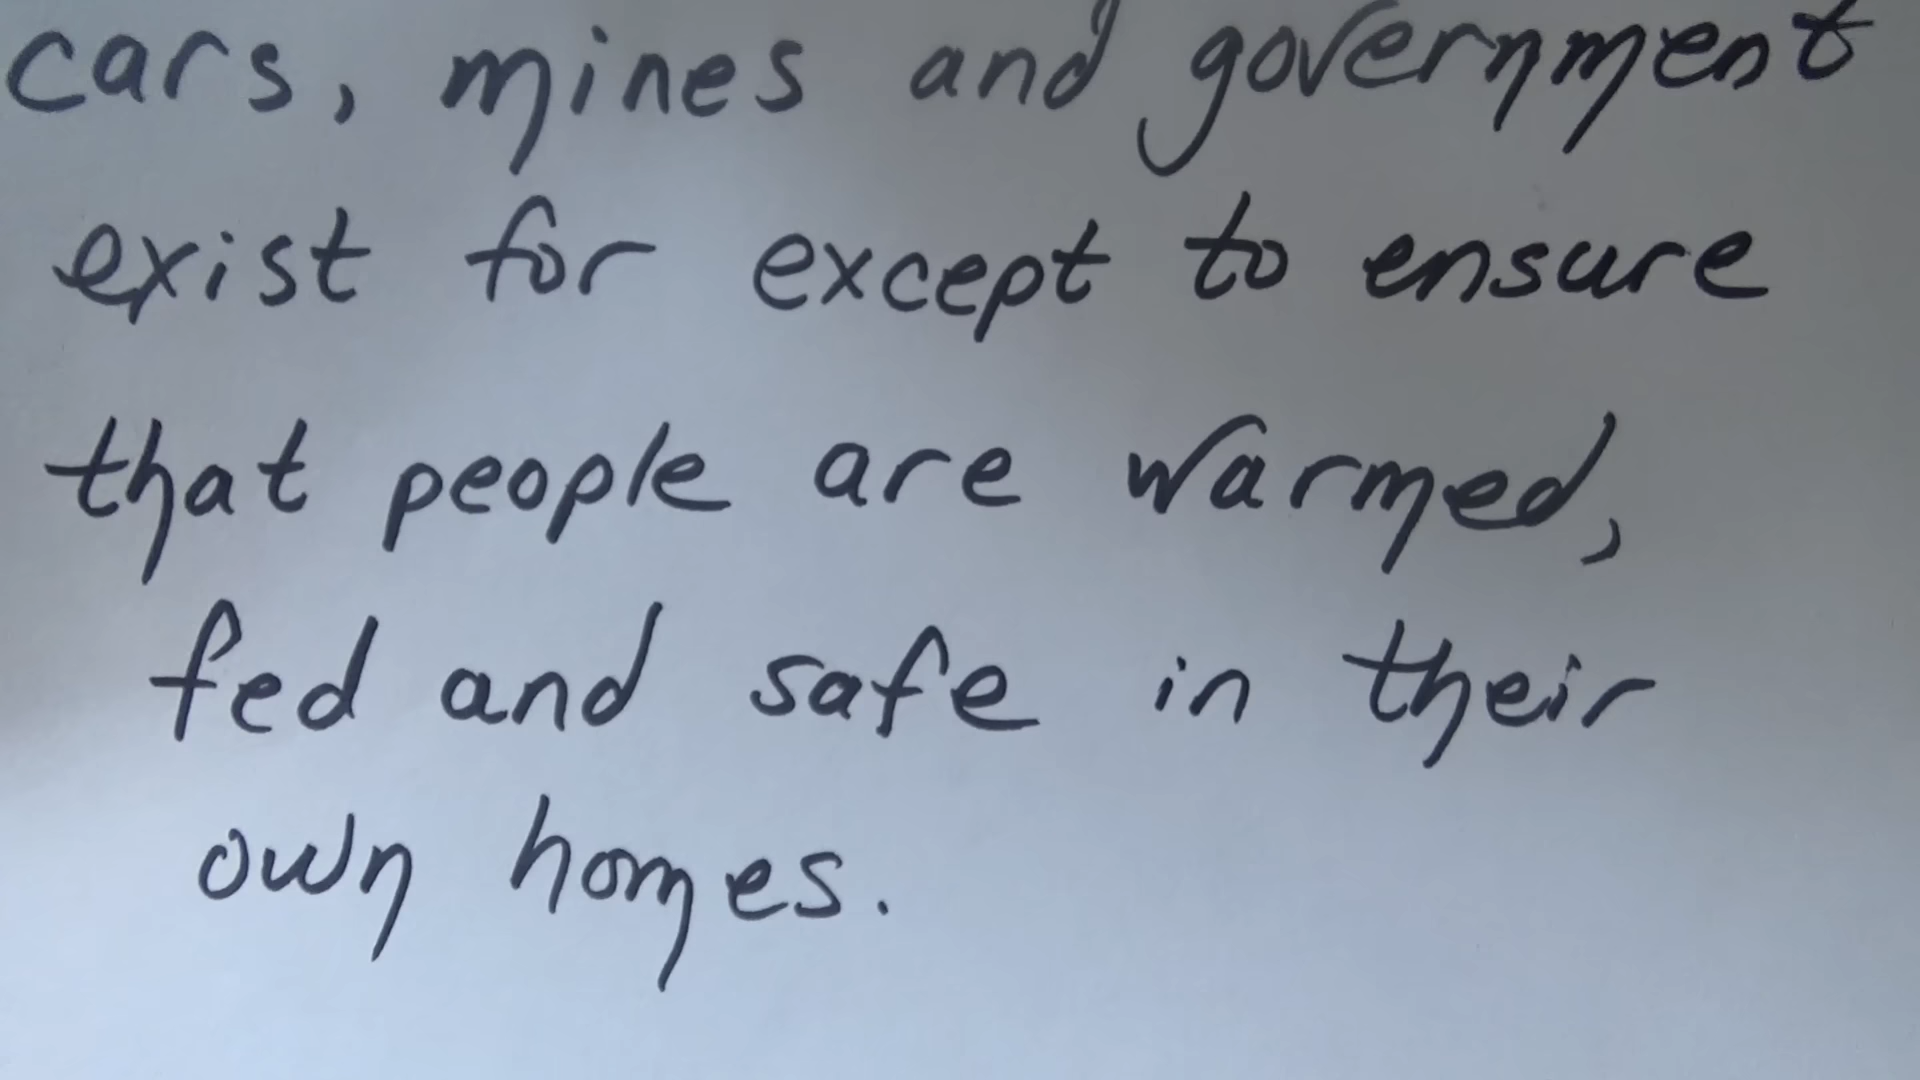 cars, mines and government
exist for except to ensure
that people are warmed,
fed and safe in their
own homes.